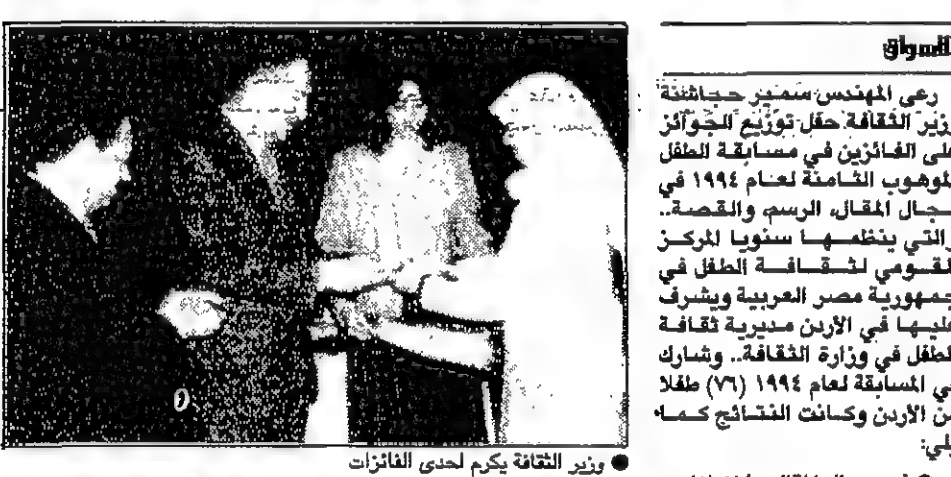 المواق
رعى المهندس سمير حباشنة
وزير الثقافة حفل توزيع الجوائز
على الفائزين في مسابقة الطفل
الموهوب الثامنة لعام ١٩٩٤ في
مجال المقال، الرسم، والقصة..
والتي ينظمها سنويا المركز
القومي لثقافة الطفل في
جمهورية مصر العربية ويشرف
عليها في الأردن مديرية ثقافة
الطفل في وزارة الثقافة.. وشارك
في المسابقة لعام ١٩٩٤ (٧٦) طفلا
من الأردن وكانت النتائج كما
يلي:
● وزير الثقافة يكرم احدى الفائزات